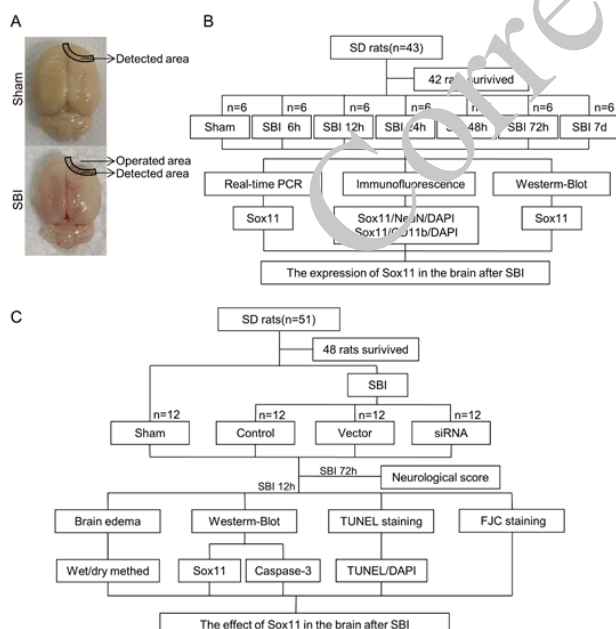 A
Sham
Detected area
SBI
Operated area
Detected area
B
SD rats(n=43)
42 rats surivived
n=6 n=6 n=6 n=6 n=6 n=6
Sham SBI 6h SBI 12h SBI 24h 48h SBI 72h SBI 7d
Real-time PCR Immunofluorescence Westerm-Blot
Sox11 Sox11/NeuN/DAPI Sox11
Sox11/CD11b/DAPI
The expression of Sox11 in the brain after SBI
Corre
C
SD rats(n=51)
48 rats surivived
SBI
n=12 n=12 n=12 n=12
Sham Control Vector siRNA
SBI 72h Neurological score
SBI 12h
Brain edema Westerm-Blot TUNEL staining FJC staining
Wet/dry methed Sox11 Caspase-3 TUNEL/DAPI
The effect of Sox11 in the brain after SBI